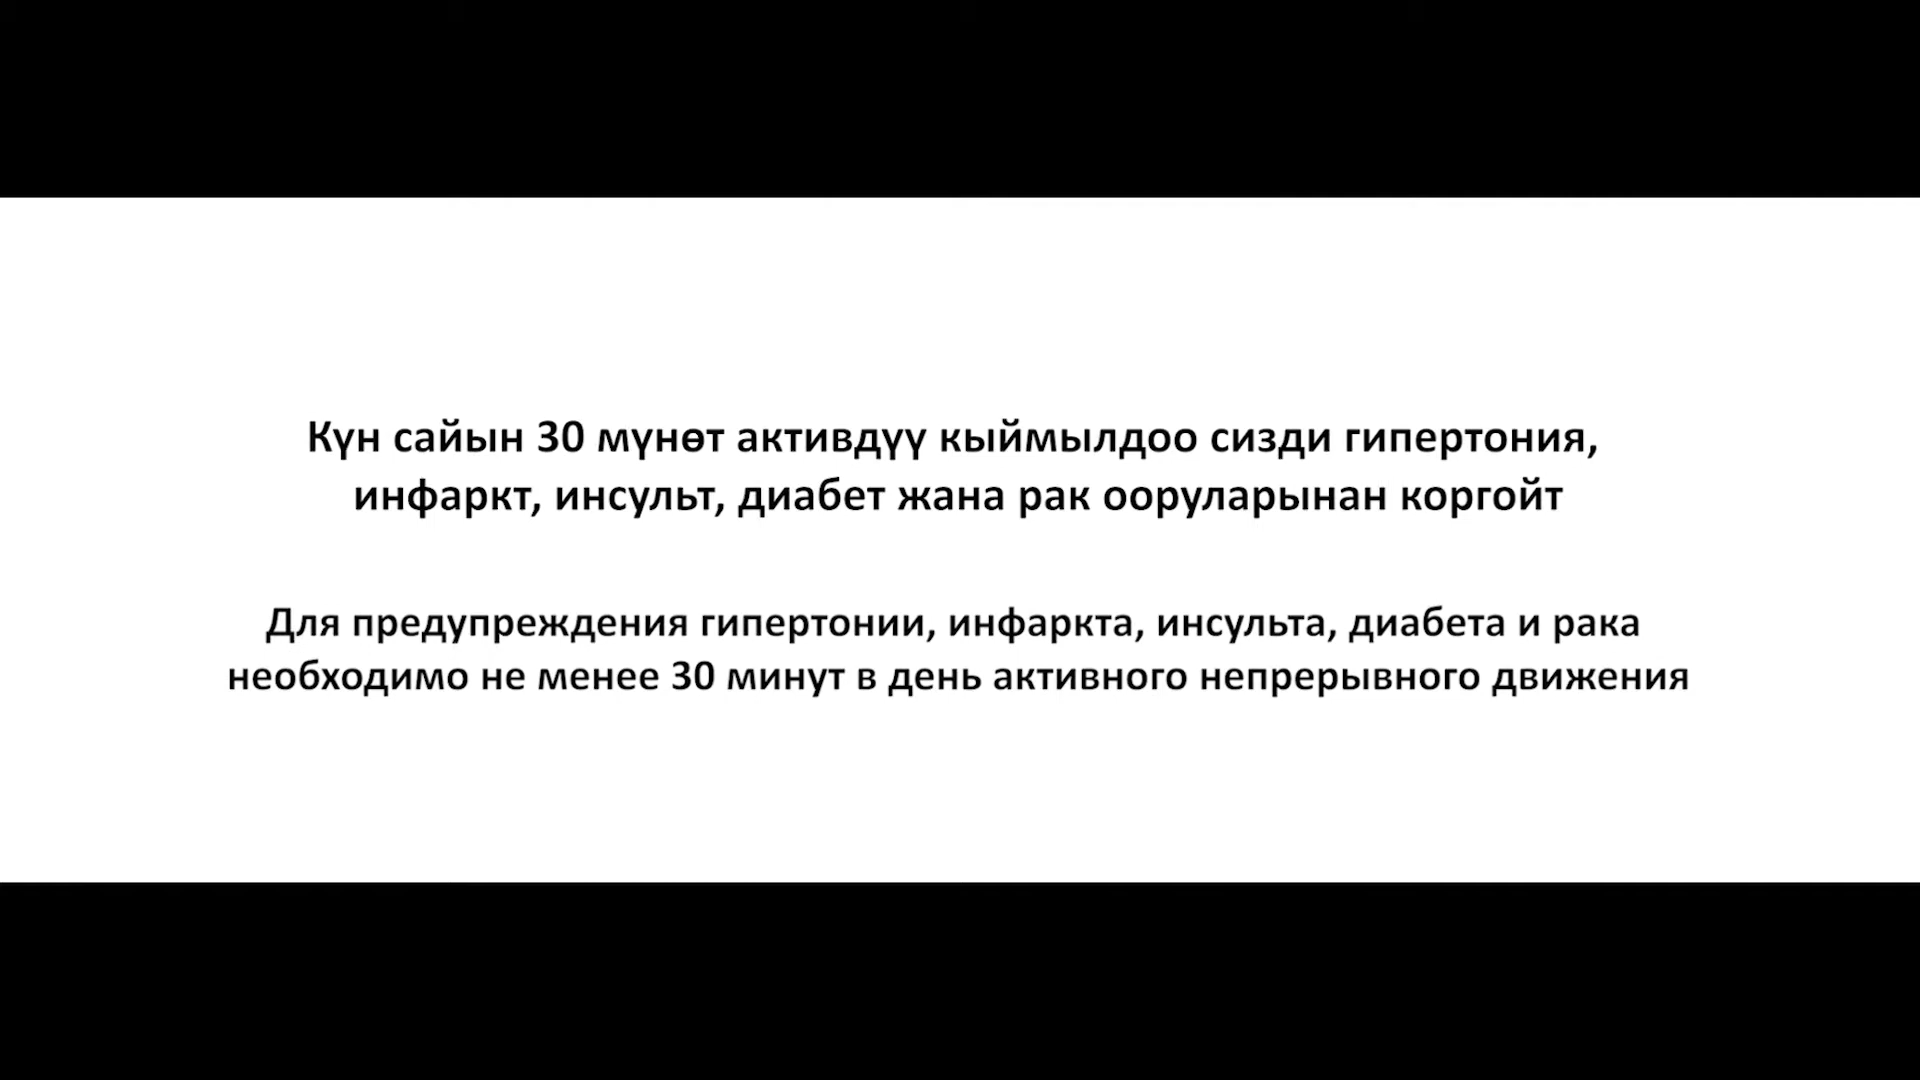 Күн сайын 30 мүнөт активдүү кыймылдоо сизди гипертония,
инфаркт, инсульт, диабет жана рак ооруларынан коргойт
Для предупреждения гипертонии, инфаркта, инсульта, диабета и рака
необходимо не менее 30 минут в день активного непрерывного движения